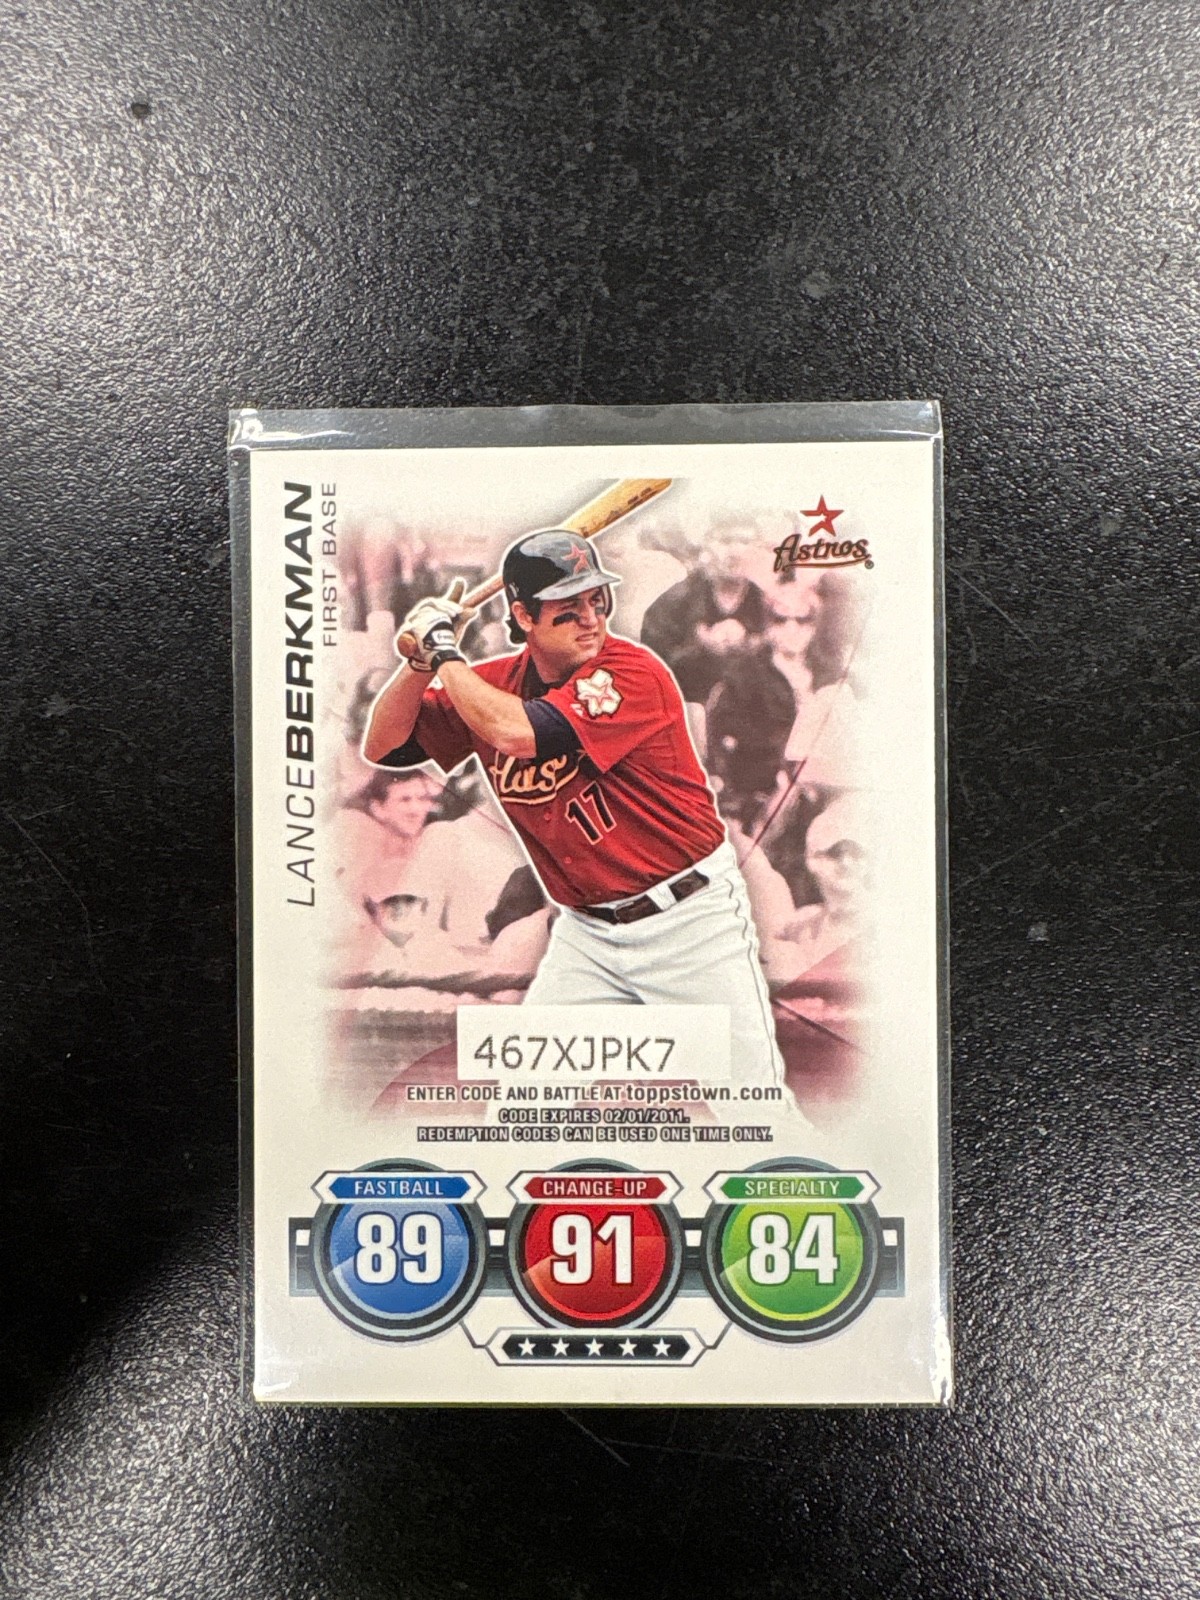 LANCE BERKMAN
FIRST BASE
Astros
17
467XJPK7
ENTER CODE AND BATTLE AT toppstown.com
CODE EXPIRES 02/01/2011.
REDEMPTION CODES CAN BE USED ONE TIME ONLY.
FASTBALL
89
CHANGE-UP
91
SPECIALTY
84